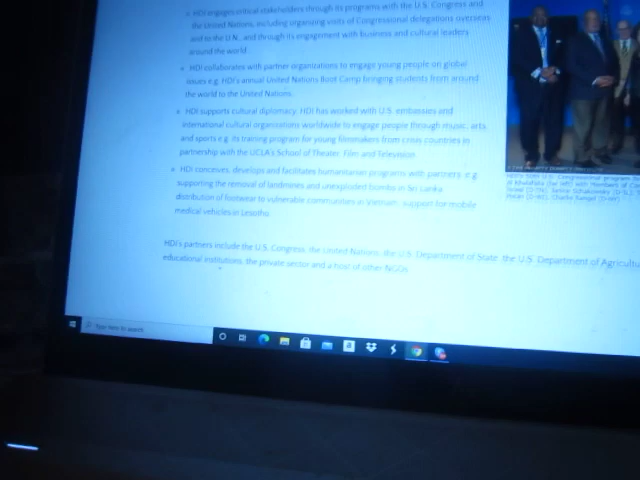 HDI engages critical stakeholders through its programs with the U.S. Congress and
the United Nations, including organizing visits of Congressional delegations overseas
and to the U.N., and through its engagement with business and cultural leaders
around the world.
HDI collaborates with partner organizations to engage young people on global
issues e.g. HDI's annual United Nations Boot Camp bringing students from around
the world to the United Nations.
HDI supports cultural diplomacy. HDI has worked with U.S. embassies and
international cultural organizations worldwide to engage people through music, arts
and sports e.g. its training program for young filmmakers from crisis countries in
partnership with the UCLA's School of Theater, Film and Television
HDI conceives, develops and facilitates humanitarian programs with partners e.g.
supporting the removal of landmines and unexploded bombs in Sri Lanka,
distribution of footwear to vulnerable communities in Vietnam, support for mobile
medical vehicles in Lesotho.
HDI's partners include the U.S. Congress, the United Nations, the U.S. Department of State, the U.S. Department of Agricultu
educational institutions, the private sector and a host of other NGOs.
Type here to search